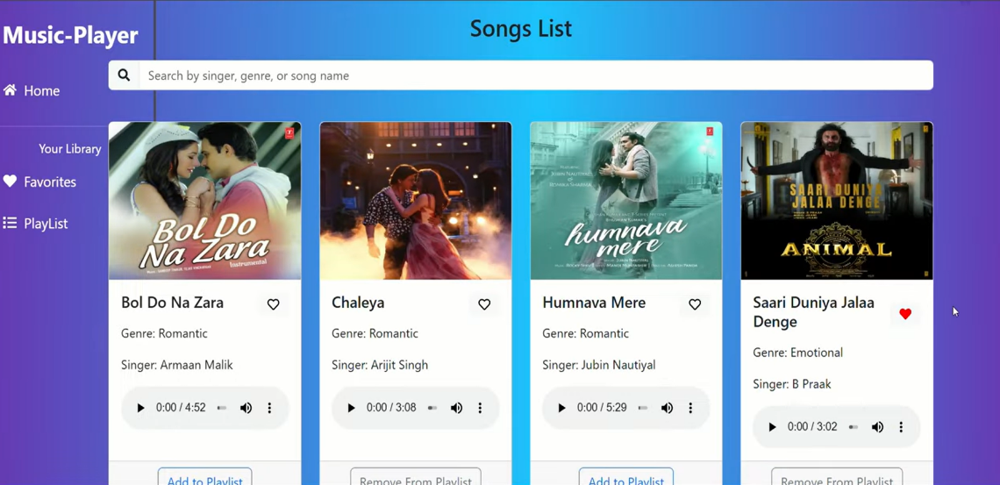 Music-Player
Songs List
Search by singer, genre, or song name
Home
Your Library
Favorites
PlayList
Bol Do
Na Zara
Instrumental
humnava
mere
SAARI DUNIYA
JALAA DENGE
ANIMAL
Bol Do Na Zara
Genre: Romantic
Singer: Armaan Malik
0:00 / 4:52
Add to Playlist
Chaleya
Genre: Romantic
Singer: Arijit Singh
0:00 / 3:08
Remove From Playlist
Humnava Mere
Genre: Romantic
Singer: Jubin Nautiyal
0:00 / 5:29
Add to Playlist
Saari Duniya Jalaa
Denge
Genre: Emotional
Singer: B Praak
0:00 / 3:02
Remove From Playlist